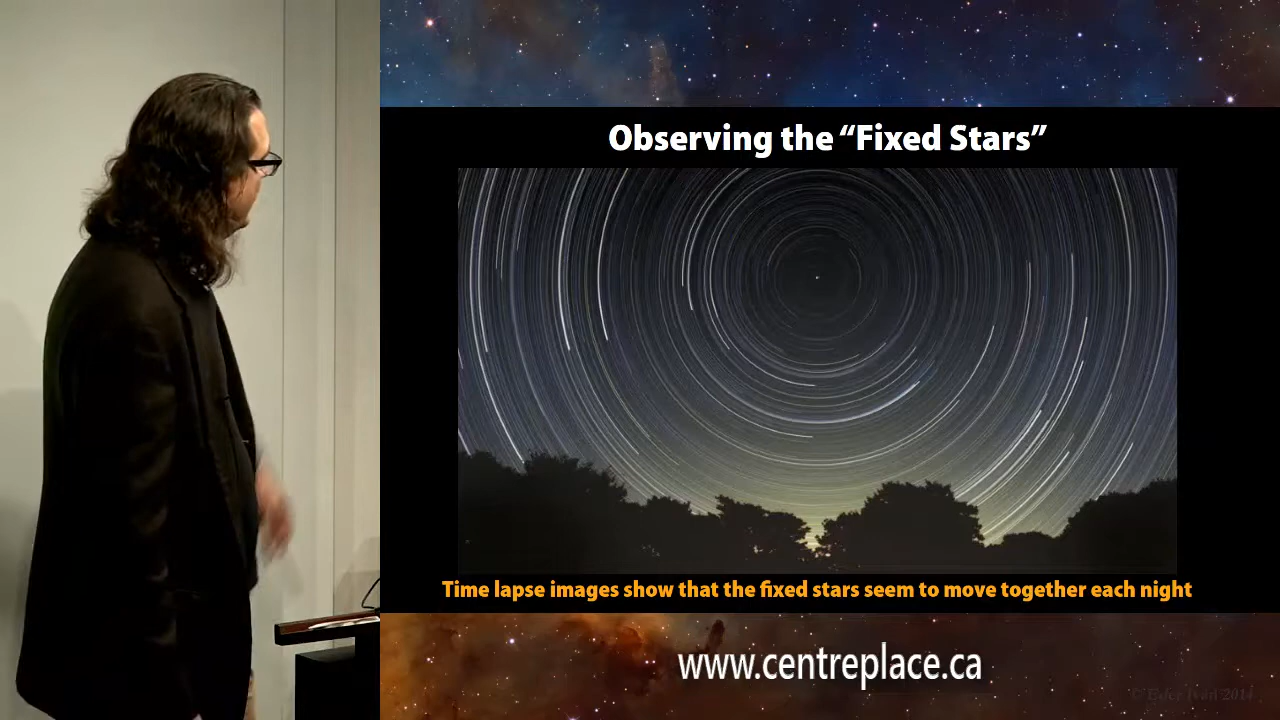 Observing the “Fixed Stars”
Time lapse images show that the fixed stars seem to move together each night
www.centreplace.ca